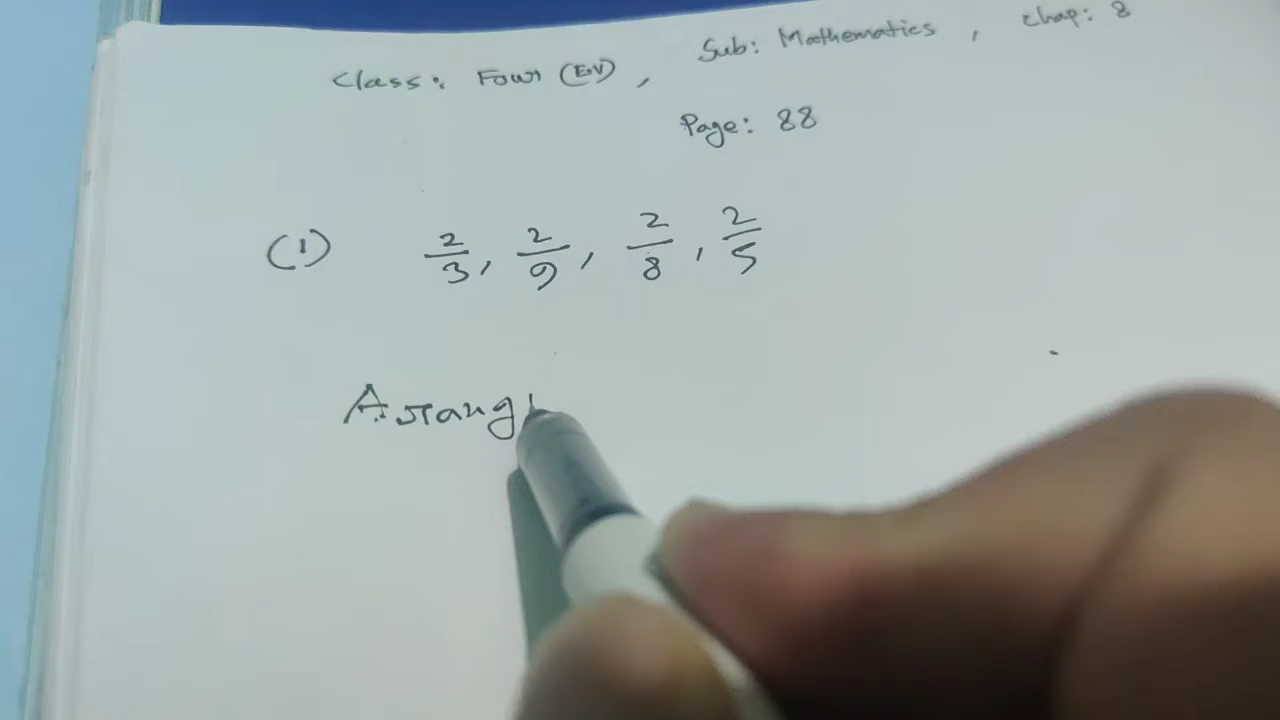 Class: Four (EV), Sub: Mathematics, Chap: 8
Page: 88
(1) 2/3, 2/9, 2/8, 2/5
Arrang